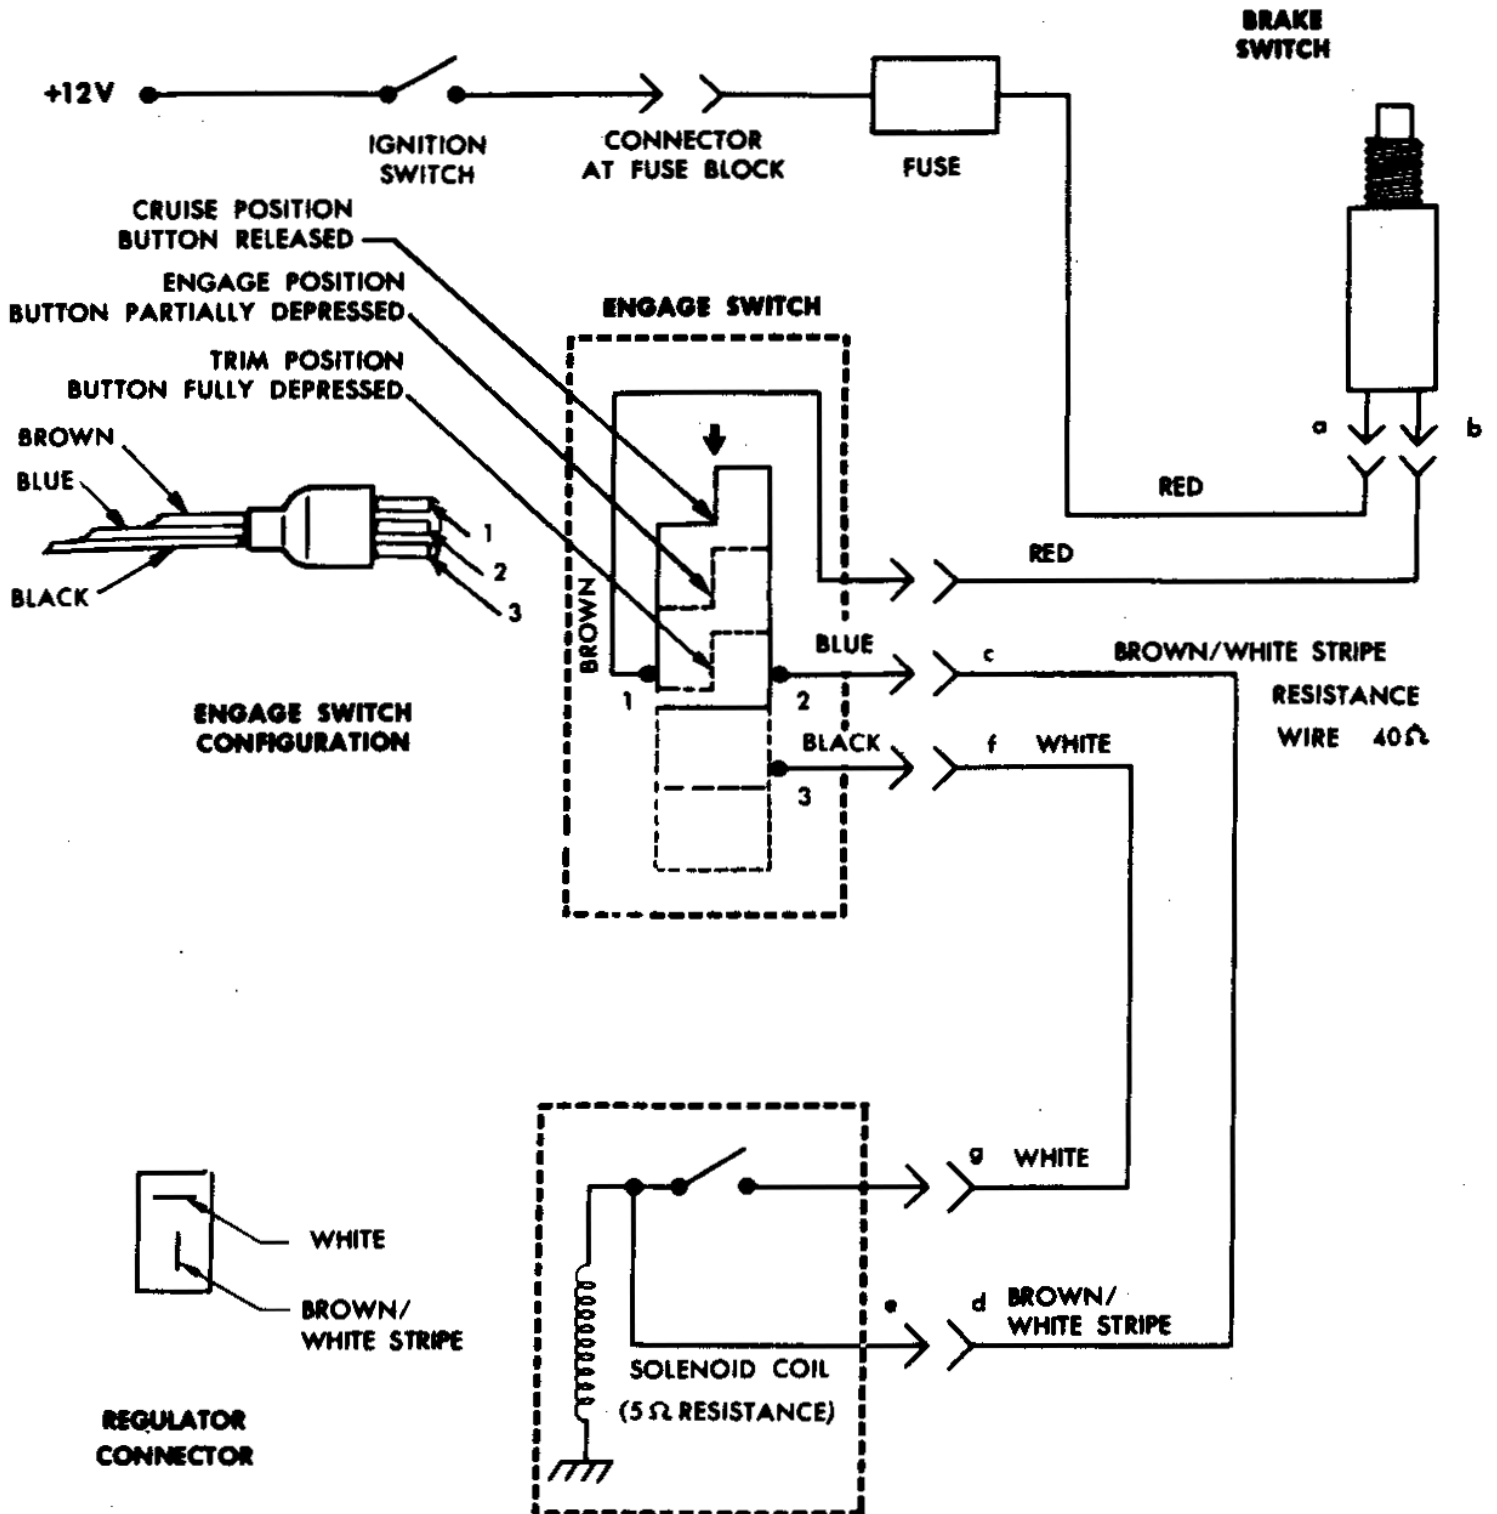 BRAKE
SWITCH
+12V
IGNITION
SWITCH
CONNECTOR
AT FUSE BLOCK
FUSE
CRUISE POSITION
BUTTON RELEASED
ENGAGE POSITION
BUTTON PARTIALLY DEPRESSED
TRIM POSITION
BUTTON FULLY DEPRESSED
ENGAGE SWITCH
BROWN
BLUE
BLACK
1
2
3
ENGAGE SWITCH
CONFIGURATION
BROWN
1
2
3
BLUE
BLACK
a
b
RED
RED
c
BROWN/WHITE STRIPE
RESISTANCE
WIRE 40Ω
f WHITE
g WHITE
e
d BROWN/
WHITE STRIPE
SOLENOID COIL
(5Ω RESISTANCE)
WHITE
BROWN/
WHITE STRIPE
REGULATOR
CONNECTOR